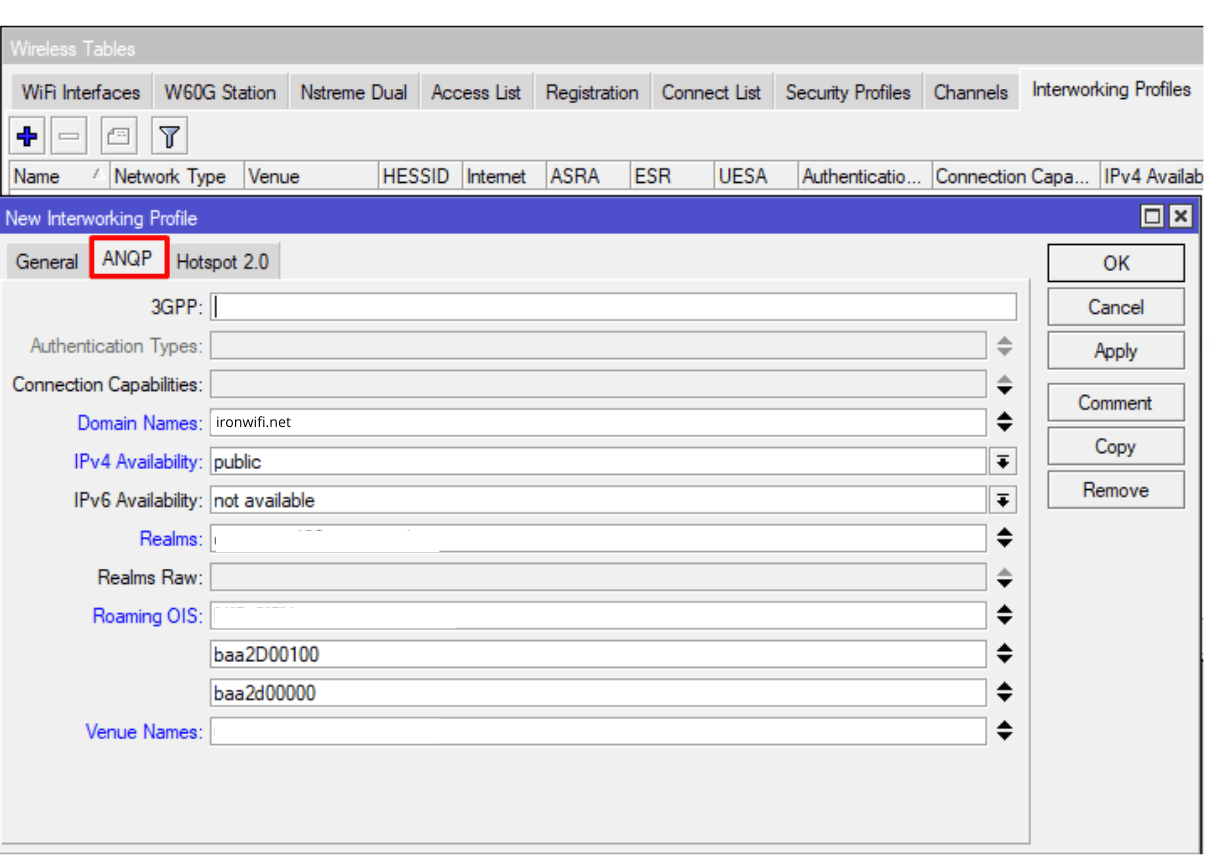 Wireless Tables
WiFi Interfaces W60G Station Nstreme Dual Access List Registration Connect List Security Profiles Channels Interworking Profiles
Name Network Type Venue HESSID Internet ASRA ESR UESA Authenticatio... Connection Capa... IPv4 Availab
New Interworking Profile
General ANQP Hotspot 2.0
3GPP:
Authentication Types:
Connection Capabilities:
Domain Names: ironwifi.net
IPv4 Availability: public
IPv6 Availability: not available
Realms:
Realms Raw:
Roaming OIS:
baa2D00100
baa2d00000
Venue Names:
OK
Cancel
Apply
Comment
Copy
Remove